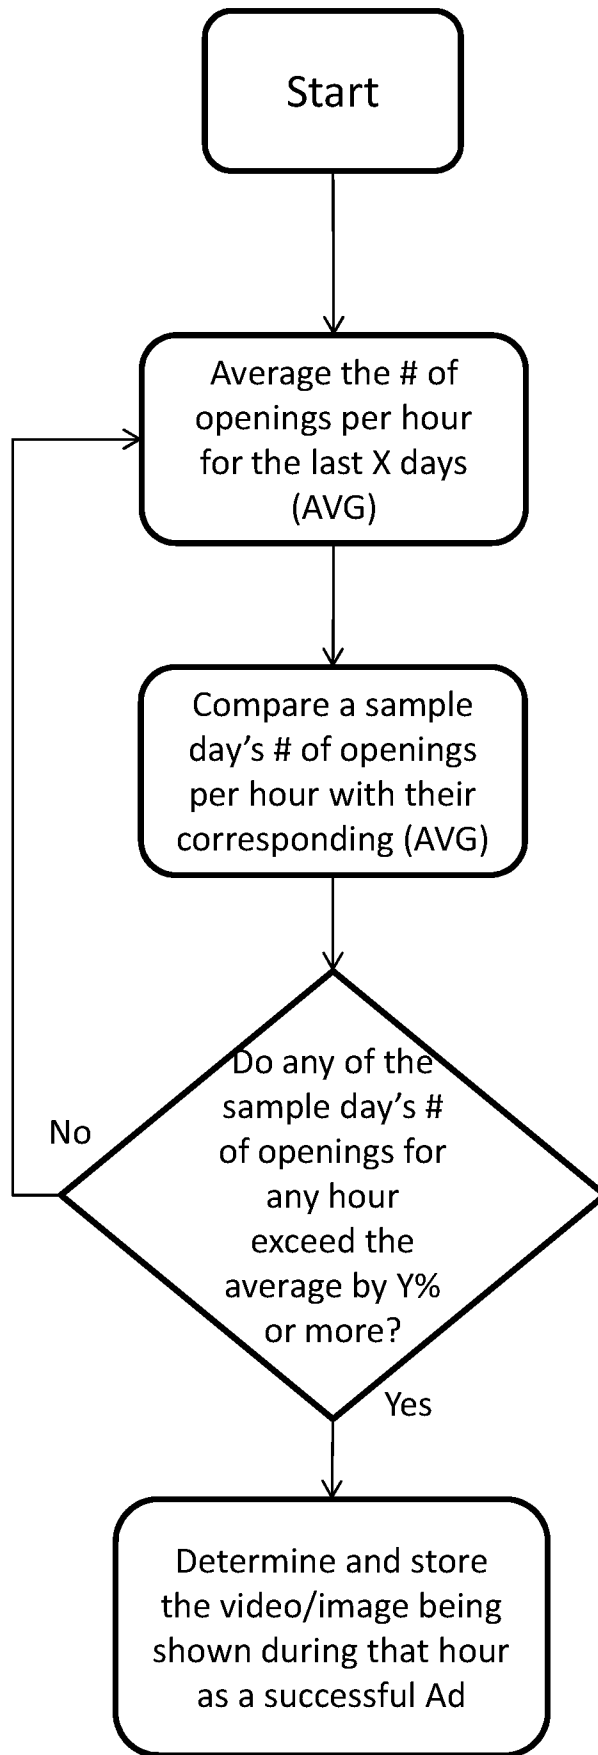 Start
Average the # of
openings per hour
for the last X days
(AVG)
Compare a sample
day’s # of openings
per hour with their
corresponding (AVG)
Do any of the
sample day’s #
of openings for
any hour
exceed the
average by Y%
or more?
No
Yes
Determine and store
the video/image being
shown during that hour
as a successful Ad